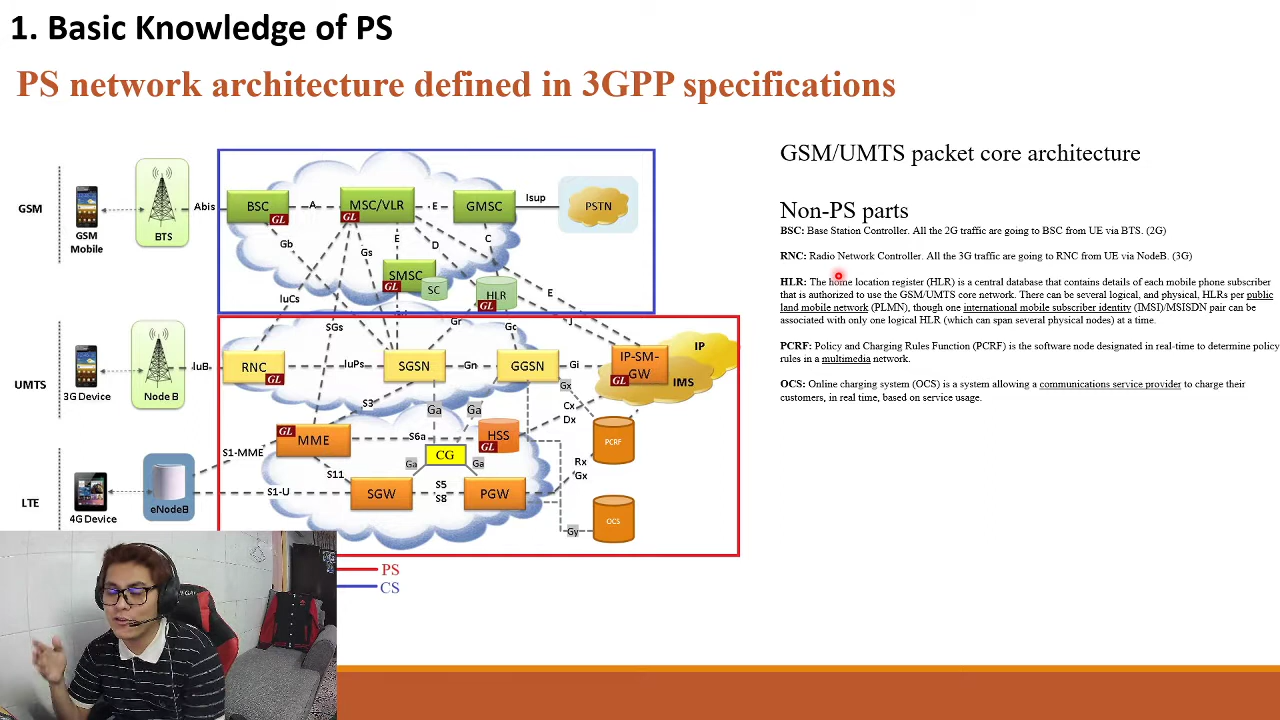 1. Basic Knowledge of PS
PS network architecture defined in 3GPP specifications
GSM
GSM
Mobile
BTS
Abis
BSC
GL
A
MSC/VLR
GL
E
GMSC
Isup
PSTN
Gb
Gs
E
D
C
SMSC
GL
SC
HLR
GL
E
IuCs
SGs
Gr
Gc
J
UMTS
3G Device
Node B
IuB
RNC
GL
IuPs
SGSN
Gn
GGSN
Gi
IP-SM-
GW
GL
IP
IMS
Gx
S3
Ga
Ga
Cx
Dx
MME
GL
S6a
HSS
GL
PCRF
S1-MME
CG
S11
Ga
Ga
Rx
Gx
LTE
4G Device
eNodeB
S1-U
SGW
S5
S8
PGW
Gy
OCS
PS
CS
GSM/UMTS packet core architecture
Non-PS parts
BSC: Base Station Controller. All the 2G traffic are going to BSC from UE via BTS. (2G)
RNC: Radio Network Controller. All the 3G traffic are going to RNC from UE via NodeB. (3G)
HLR: The home location register (HLR) is a central database that contains details of each mobile phone subscriber
that is authorized to use the GSM/UMTS core network. There can be several logical, and physical, HLRs per public
land mobile network (PLMN), though one international mobile subscriber identity (IMSI)/MSISDN pair can be
associated with only one logical HLR (which can span several physical nodes) at a time.
PCRF: Policy and Charging Rules Function (PCRF) is the software node designated in real-time to determine policy
rules in a multimedia network.
OCS: Online charging system (OCS) is a system allowing a communications service provider to charge their
customers, in real time, based on service usage.